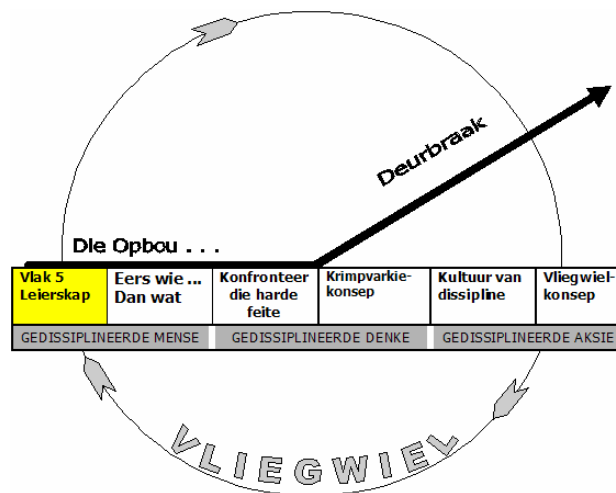 Deurbraak
Die Opbou . . .
Vlak 5
Leierskap
Eers wie ...
Dan wat
Konfronteer
die harde
feite
Krimpvarkie-
konsep
Kultuur van
dissipline
Vliegwiel-
konsep
GEDISSIPLINEERDE MENSE
GEDISSIPLINEERDE DENKE
GEDISSIPLINEERDE AKSIE
VLIEGWIEL